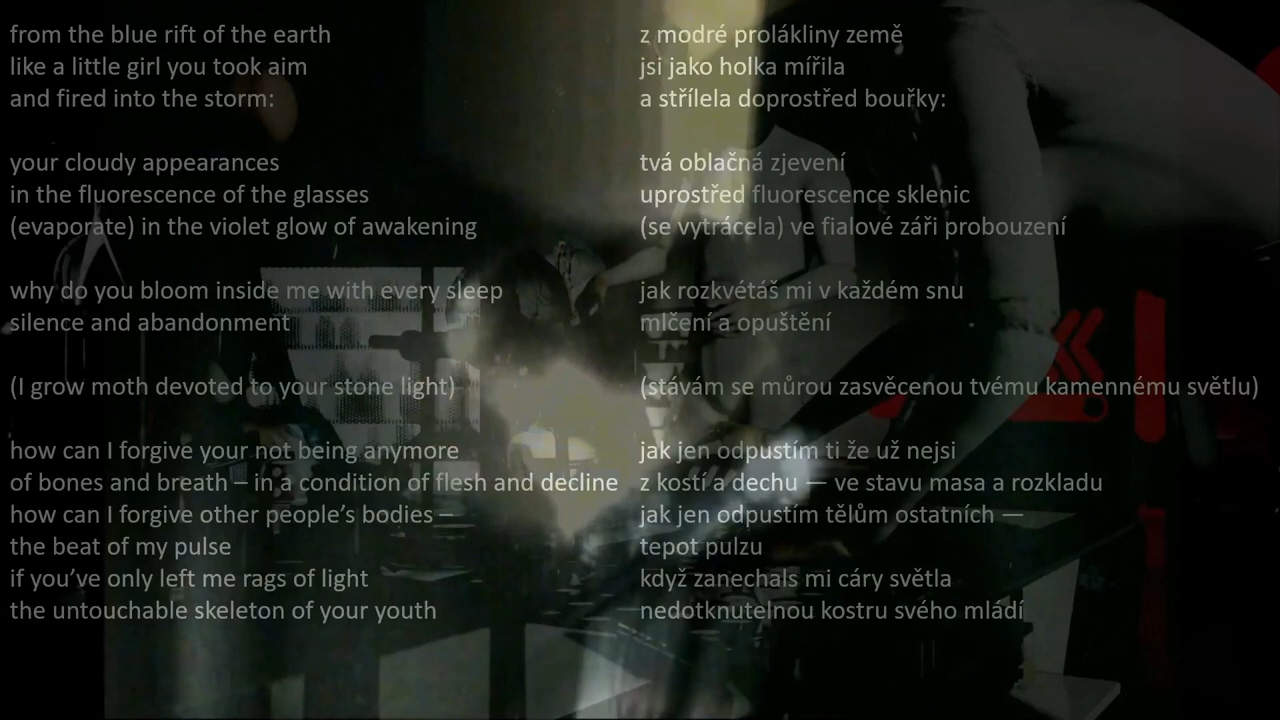 from the blue rift of the earth
like a little girl you took aim
and fired into the storm:
your cloudy appearances
in the fluorescence of the glasses
(evaporate) in the violet glow of awakening
why do you bloom inside me with every sleep
silence and abandonment
(I grow moth devoted to your stone light)
how can I forgive your not being anymore
of bones and breath – in a condition of flesh and decline
how can I forgive other people's bodies –
the beat of my pulse
if you've only left me rags of light
the untouchable skeleton of your youth
z modré prolákliny země
jsi jako holka mířila
a střílela doprostřed bouřky:
tvá oblačná zjevení
uprostřed fluorescence sklenic
(se vytrácela) ve fialové záři probouzení
jak rozkvétáš mi v každém snu
mlčení a opuštění
(stávám se můrou zasvěcenou tvému kamennému světlu)
jak jen odpustím ti že už nejsi
z kostí a dechu — ve stavu masa a rozkladu
jak jen odpustím tělům ostatních —
tepot pulzu
když zanechals mi cáry světla
nedotknutelnou kostru svého mládí